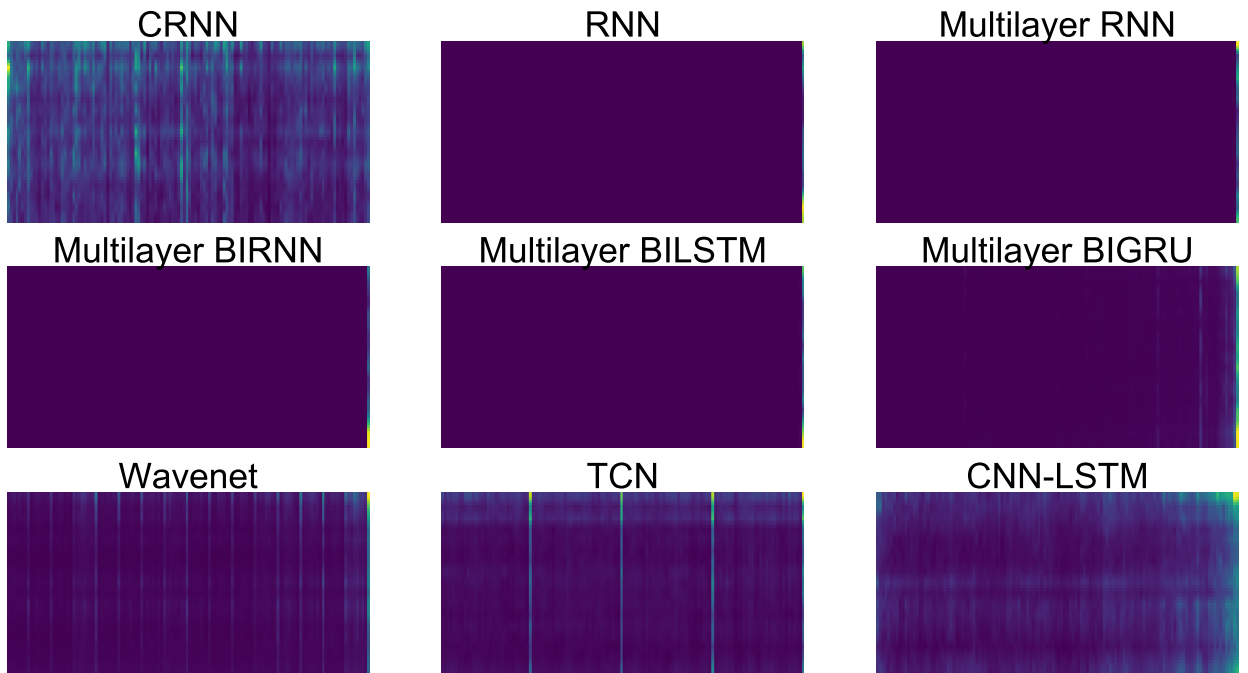 CRNN
RNN
Multilayer RNN
Multilayer BIRNN
Multilayer BILSTM
Multilayer BIGRU
Wavenet
TCN
CNN-LSTM